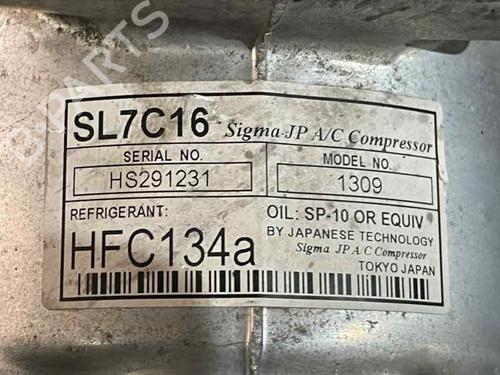 B-PARTS
SL7C16 Sigma JP A/C Compressor
SERIAL NO. MODEL NO.
HS291231 1309
REFRIGERANT: OIL: SP-10 OR EQUIV
HFC134a BY JAPANESE TECHNOLOGY
Sigma JP A/C Compressor
TOKYO JAPAN